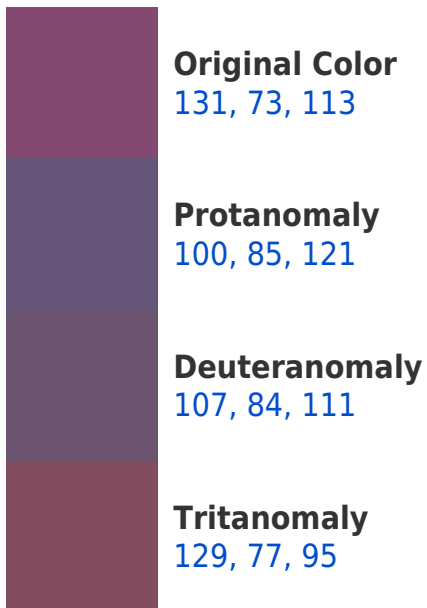 Original Color
131, 73, 113
Protanomaly
100, 85, 121
Deuteranomaly
107, 84, 111
Tritanomaly
129, 77, 95